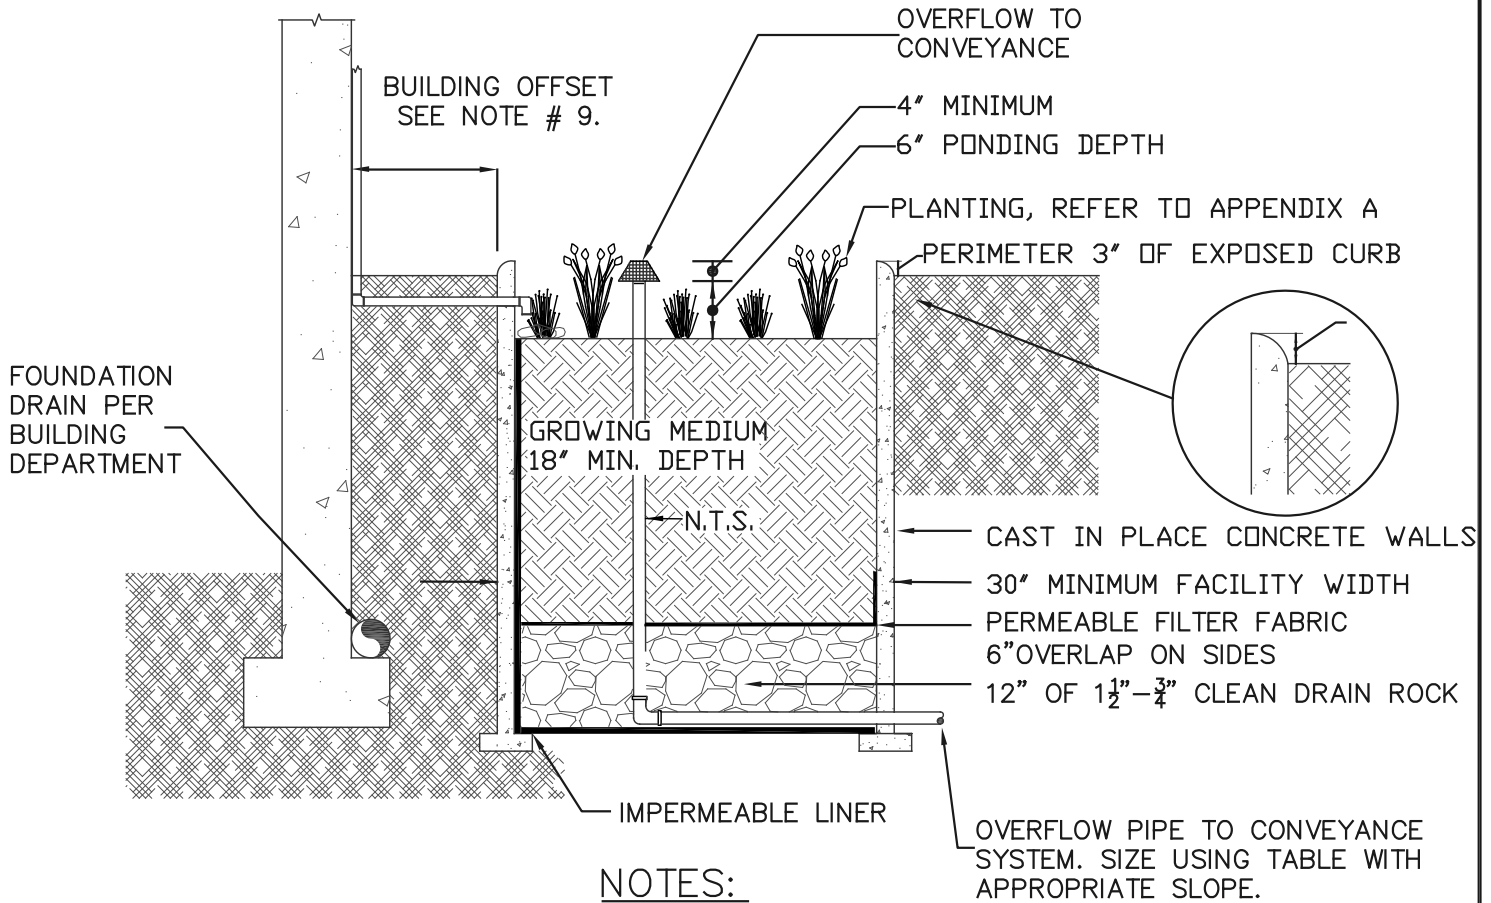 OVERFLOW TO
CONVEYANCE
BUILDING OFFSET
SEE NOTE # 9.
4" MINIMUM
6" PONDING DEPTH
PLANTING, REFER TO APPENDIX A
PERIMETER 3" OF EXPOSED CURB
FOUNDATION
DRAIN PER
BUILDING
DEPARTMENT
GROWING MEDIUM
18" MIN. DEPTH
N.T.S.
CAST IN PLACE CONCRETE WALLS
30" MINIMUM FACILITY WIDTH
PERMEABLE FILTER FABRIC
6"OVERLAP ON SIDES
12" OF 1½"-¾" CLEAN DRAIN ROCK
IMPERMEABLE LINER
OVERFLOW PIPE TO CONVEYANCE
SYSTEM. SIZE USING TABLE WITH
APPROPRIATE SLOPE.
NOTES: